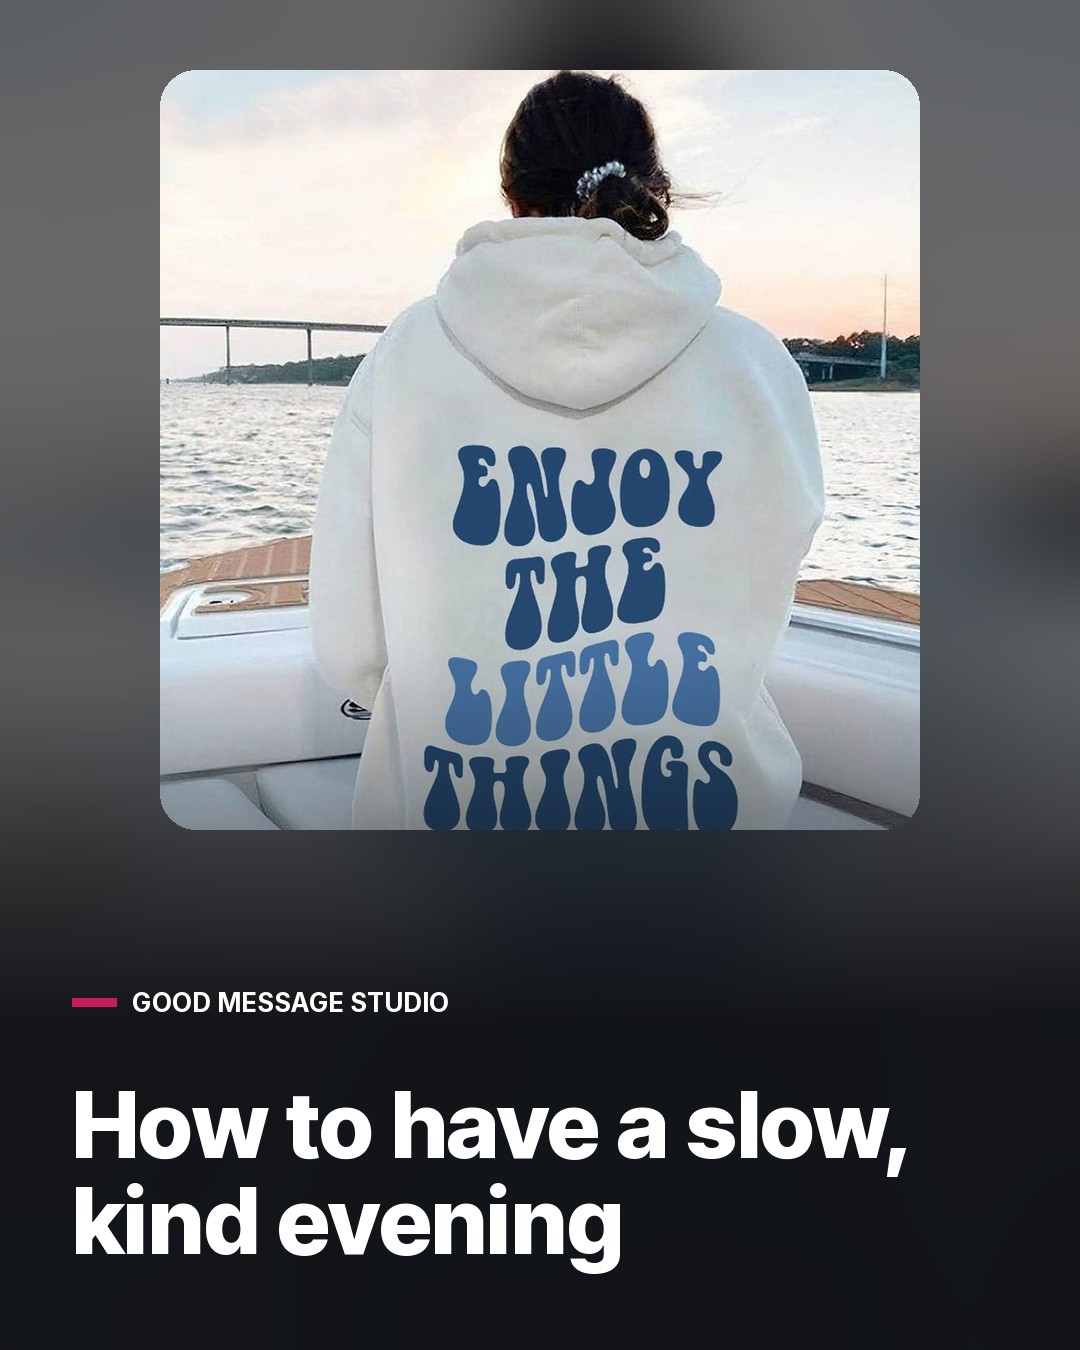 ENJOY
THE
LITTLE
THINGS
GOOD MESSAGE STUDIO
How to have a slow,
kind evening